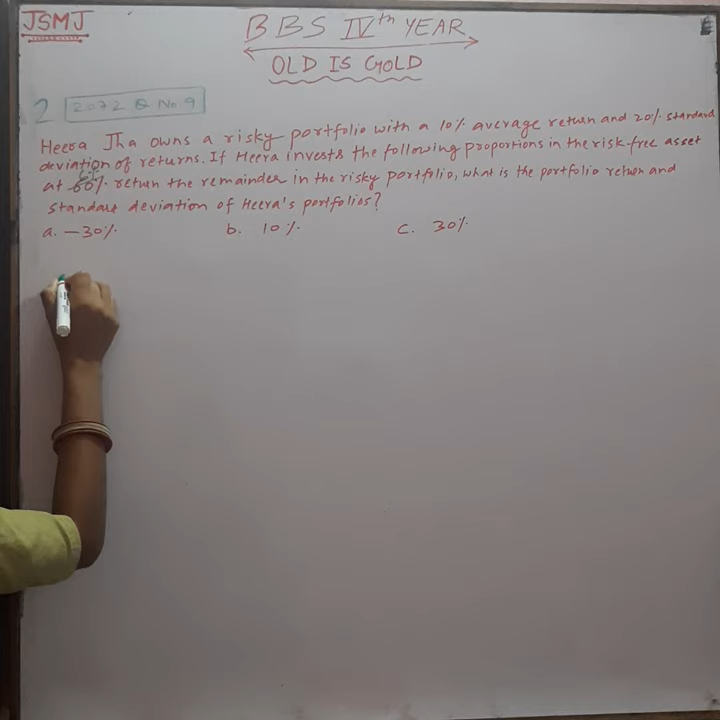 JSMJ
BBS IVth YEAR
OLD IS GOLD
2 2072 Q No. 9
Heera Jha owns a risky portfolio with a 10% average return and 20% standard
deviation of returns. If Heera invests the following proportions in the risk-free asset
at 6% return the remainder in the risky portfolio, what is the portfolio return and
standard deviation of Heera's portfolios?
a. -30% b. 10% c. 30%